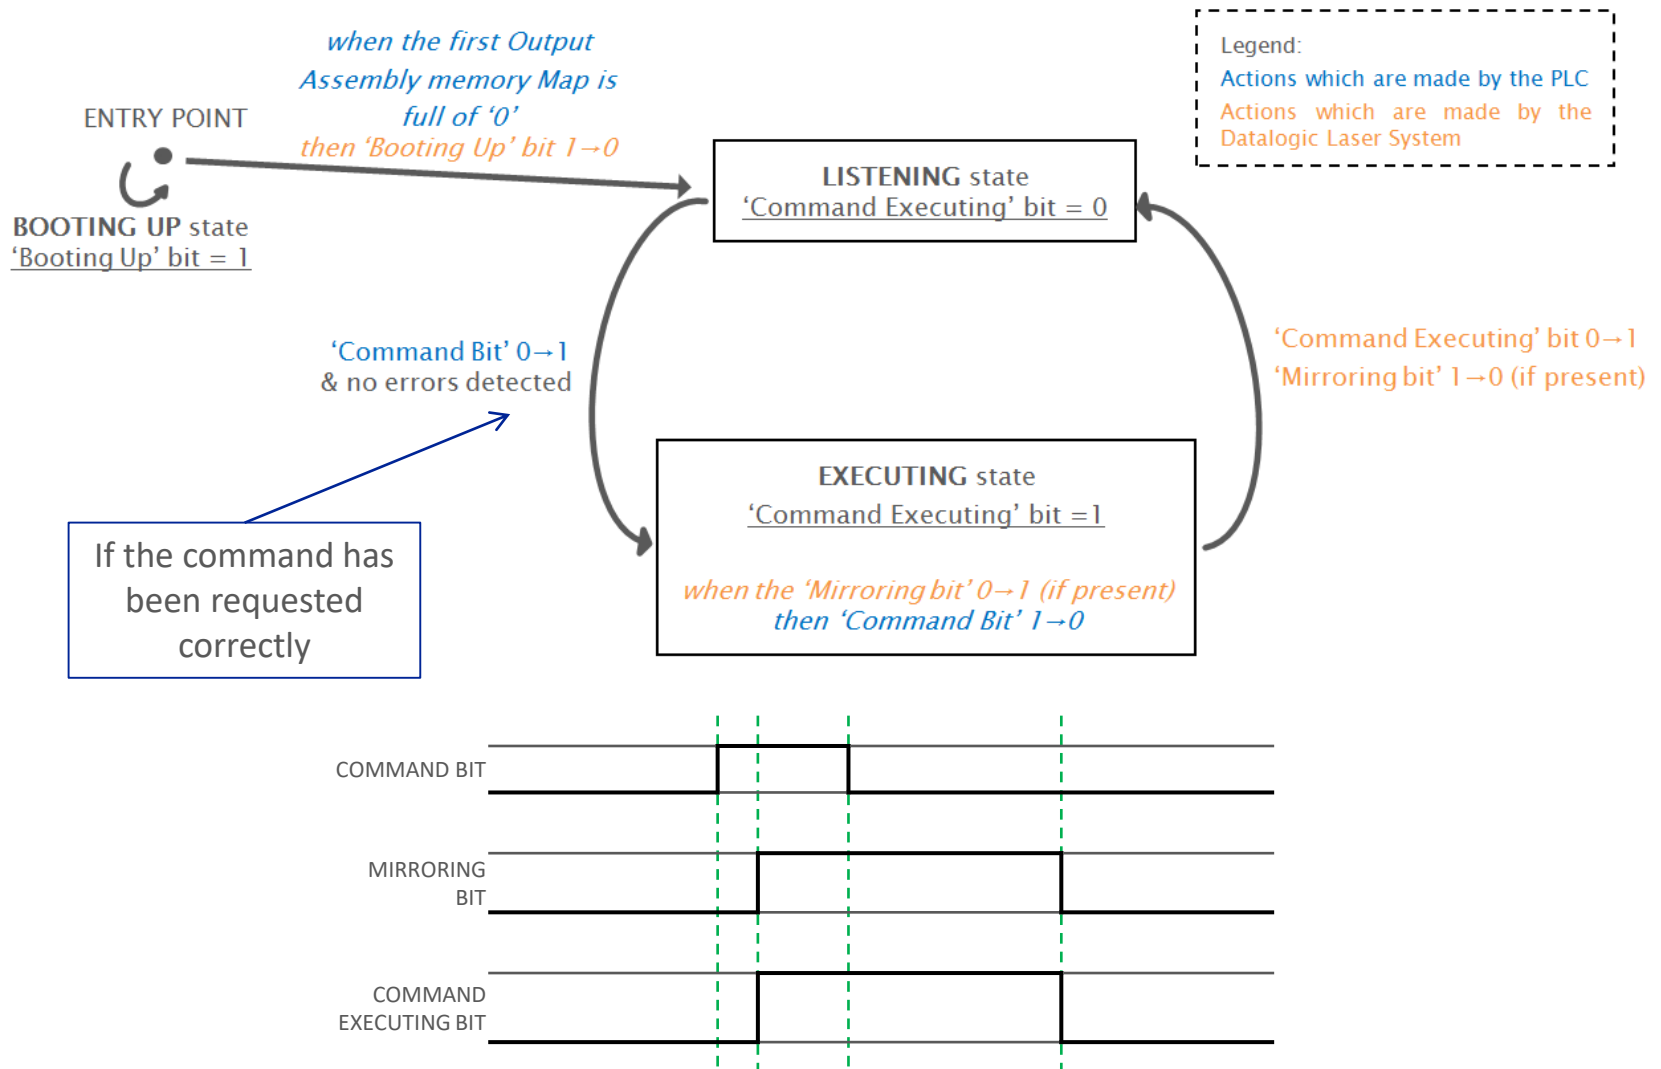 when the first Output
Assembly memory Map is
full of ‘0’
then ‘Booting Up’ bit 1→0
Legend:
Actions which are made by the PLC
Actions which are made by the
Datalogic Laser System
ENTRY POINT
BOOTING UP state
‘Booting Up’ bit = 1
LISTENING state
‘Command Executing’ bit = 0
‘Command Bit’ 0→1
& no errors detected
‘Command Executing’ bit 0→1
‘Mirroring bit’ 1→0 (if present)
If the command has
been requested
correctly
EXECUTING state
‘Command Executing’ bit =1
when the ‘Mirroring bit’ 0→1 (if present)
then ‘Command Bit’ 1→0
COMMAND BIT
MIRRORING
BIT
COMMAND
EXECUTING BIT